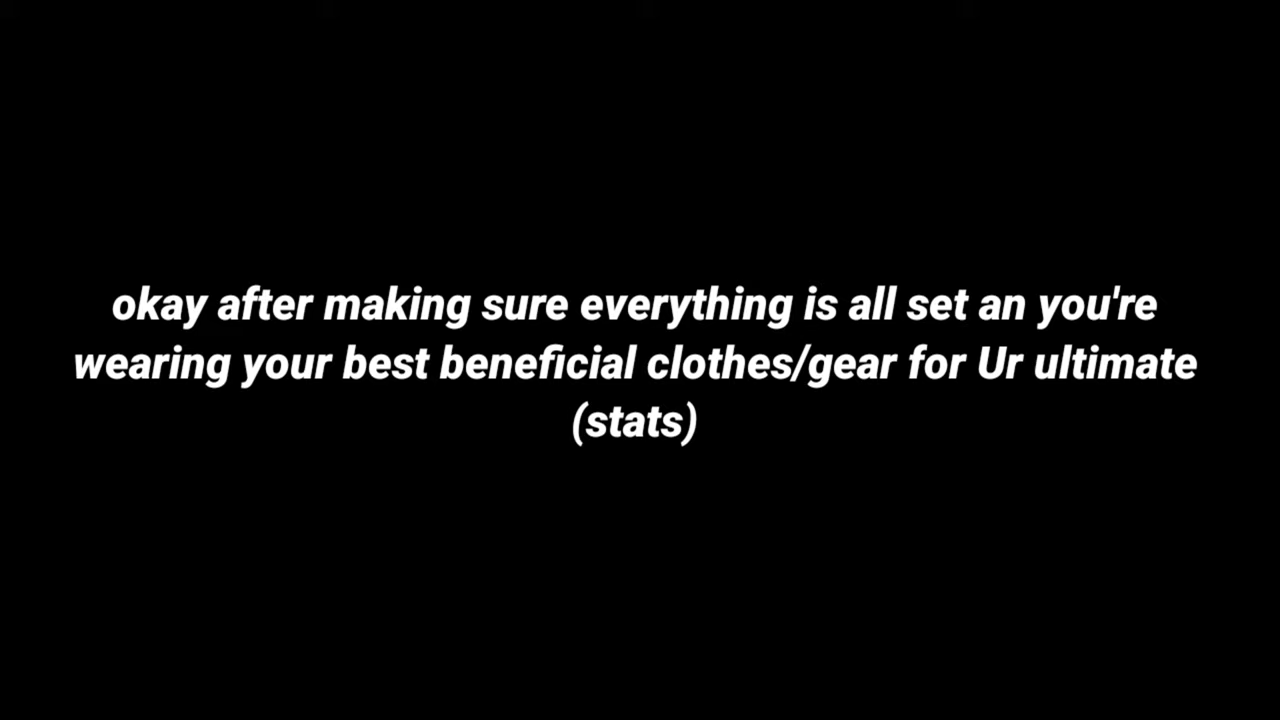 okay after making sure everything is all set an you're
wearing your best beneficial clothes/gear for Ur ultimate
(stats)